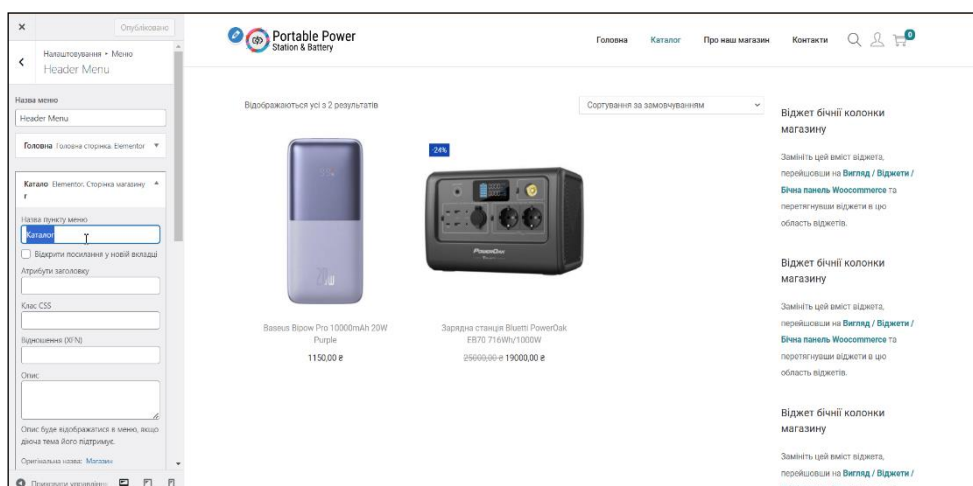 Опубліковано
Налаштовування ▸ Меню
Header Menu
Назва меню
Header Menu
Головна Головна сторінка, Elementor
Катало Elementor, Сторінка магазину
г
Назва пункту меню
Каталог
Відкрити посилання у новій вкладці
Атрибути заголовку
Клас CSS
Відношення (XFN)
Опис
Опис буде відображатися в меню, якщо
діюча тема його підтримує.
Оригінальна назва: Магазин
Приховати управління
Portable Power
Station & Battery
Головна Каталог Про наш магазин Контакти 0
Відображаються усі з 2 результатів
Сортування за замовчуванням
-24%
20W
PowerOak
Baseus Bipow Pro 10000mAh 20W
Purple
1150,00 ₴
Зарядна станція Bluetti PowerOak
EB70 716Wh/1000W
25000,00 ₴ 19000,00 ₴
Віджет бічної колонки
магазину
Замініть цей вміст віджета,
перейшовши на Вигляд / Віджети /
Бічна панель Woocommerce та
перетягнувши віджети в цю
область віджетів.
Віджет бічної колонки
магазину
Замініть цей вміст віджета,
перейшовши на Вигляд / Віджети /
Бічна панель Woocommerce та
перетягнувши віджети в цю
область віджетів.
Віджет бічної колонки
магазину
Замініть цей вміст віджета,
перейшовши на Вигляд / Віджети /